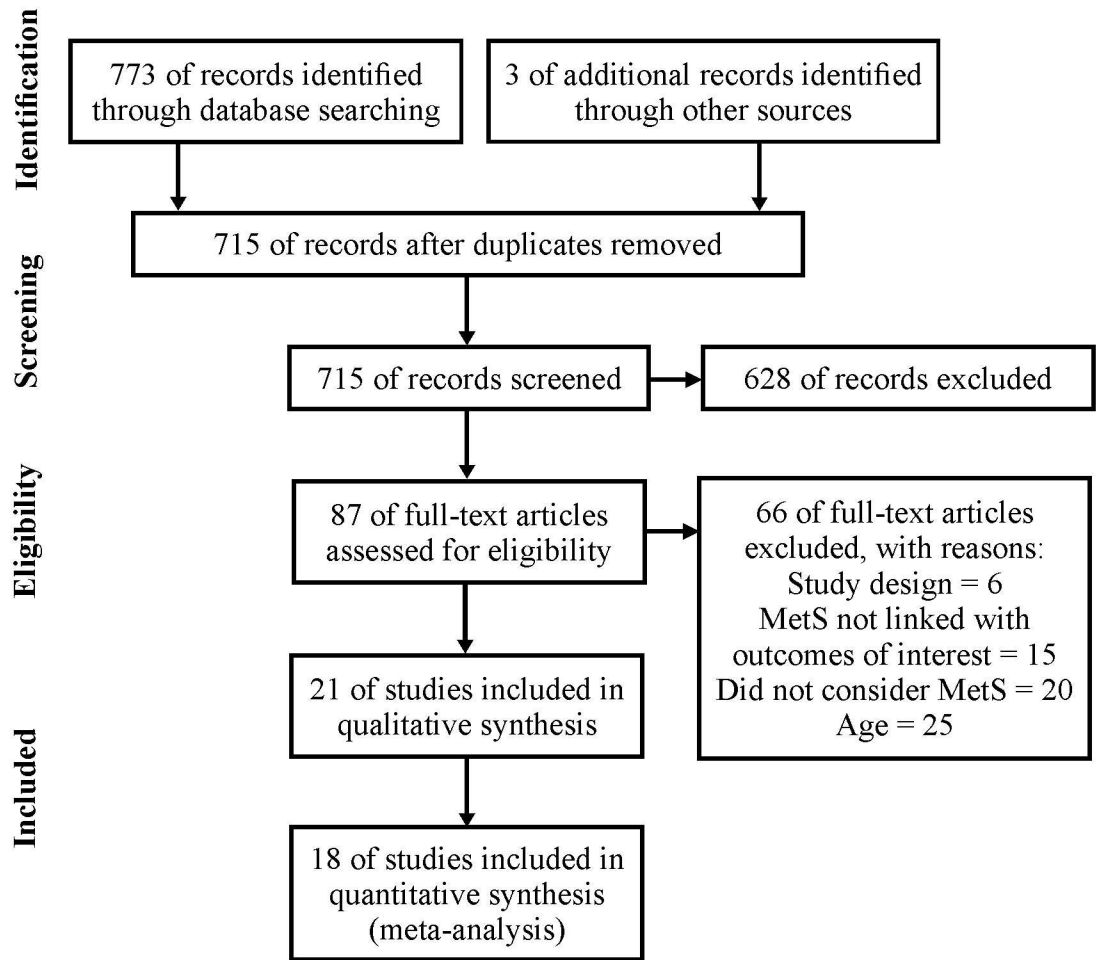 Identification
773 of records identified
through database searching
3 of additional records identified
through other sources
715 of records after duplicates removed
Screening
715 of records screened
628 of records excluded
Eligibility
87 of full-text articles
assessed for eligibility
66 of full-text articles
excluded, with reasons:
Study design = 6
MetS not linked with
outcomes of interest = 15
Did not consider MetS = 20
Age = 25
Included
21 of studies included in
qualitative synthesis
18 of studies included in
quantitative synthesis
(meta-analysis)